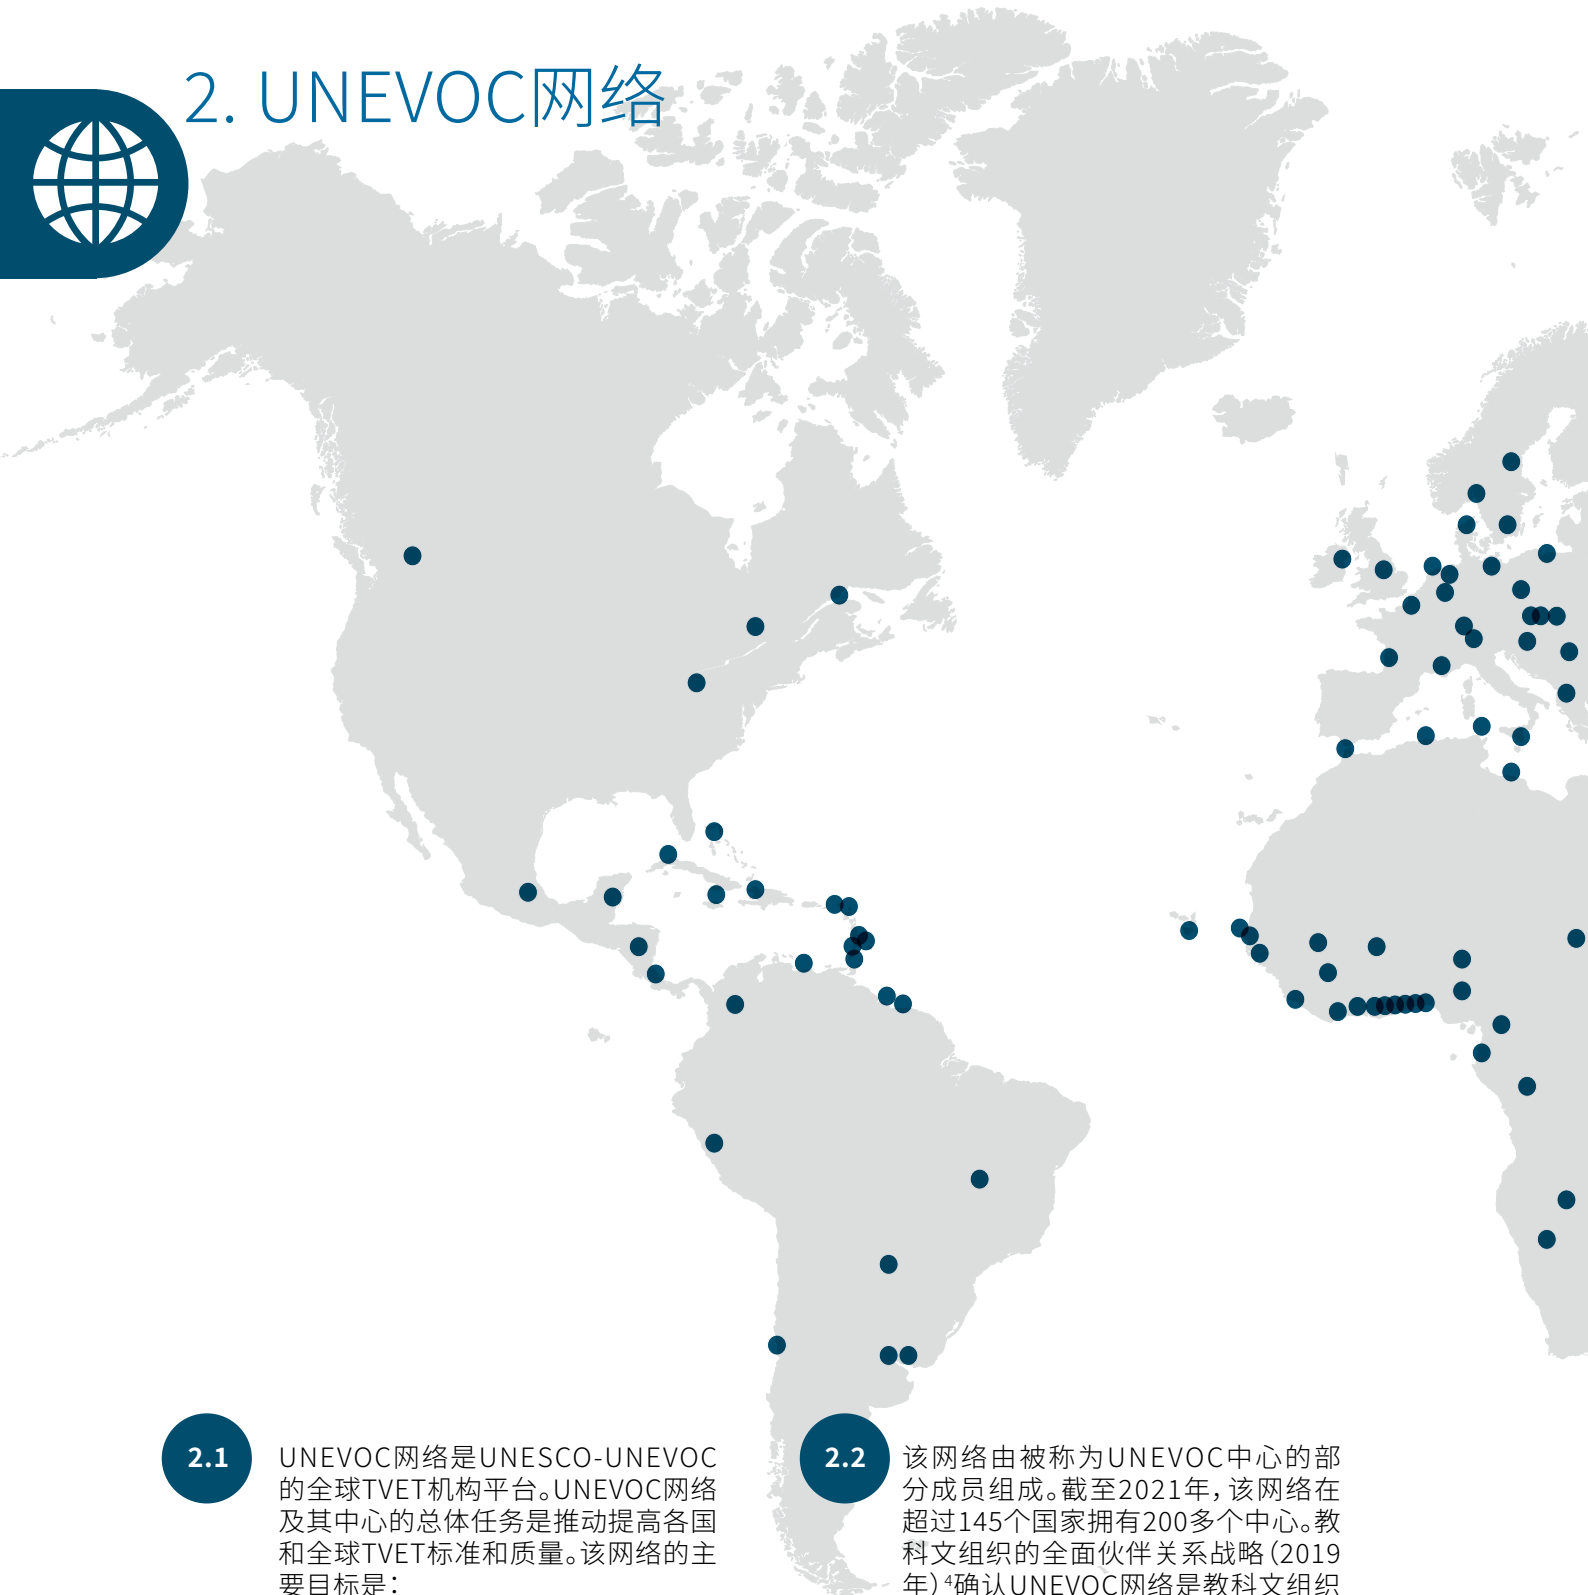 2. UNEVOC网络
2.1
UNEVOC网络是UNESCO-UNEVOC
的全球TVET机构平台。UNEVOC网络
及其中心的总体任务是推动提高各国
和全球TVET标准和质量。该网络的主
要目标是：
2.2
该网络由被称为UNEVOC中心的部
分成员组成。截至2021年，该网络在
超过145个国家拥有200多个中心。教
科文组织的全面伙伴关系战略（2019
年）⁴确认UNEVOC网络是教科文组织